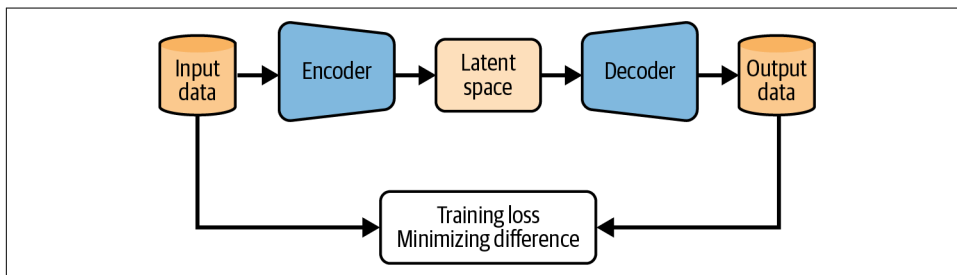 Input
data
Encoder
Latent
space
Decoder
Output
data
Training loss
Minimizing difference